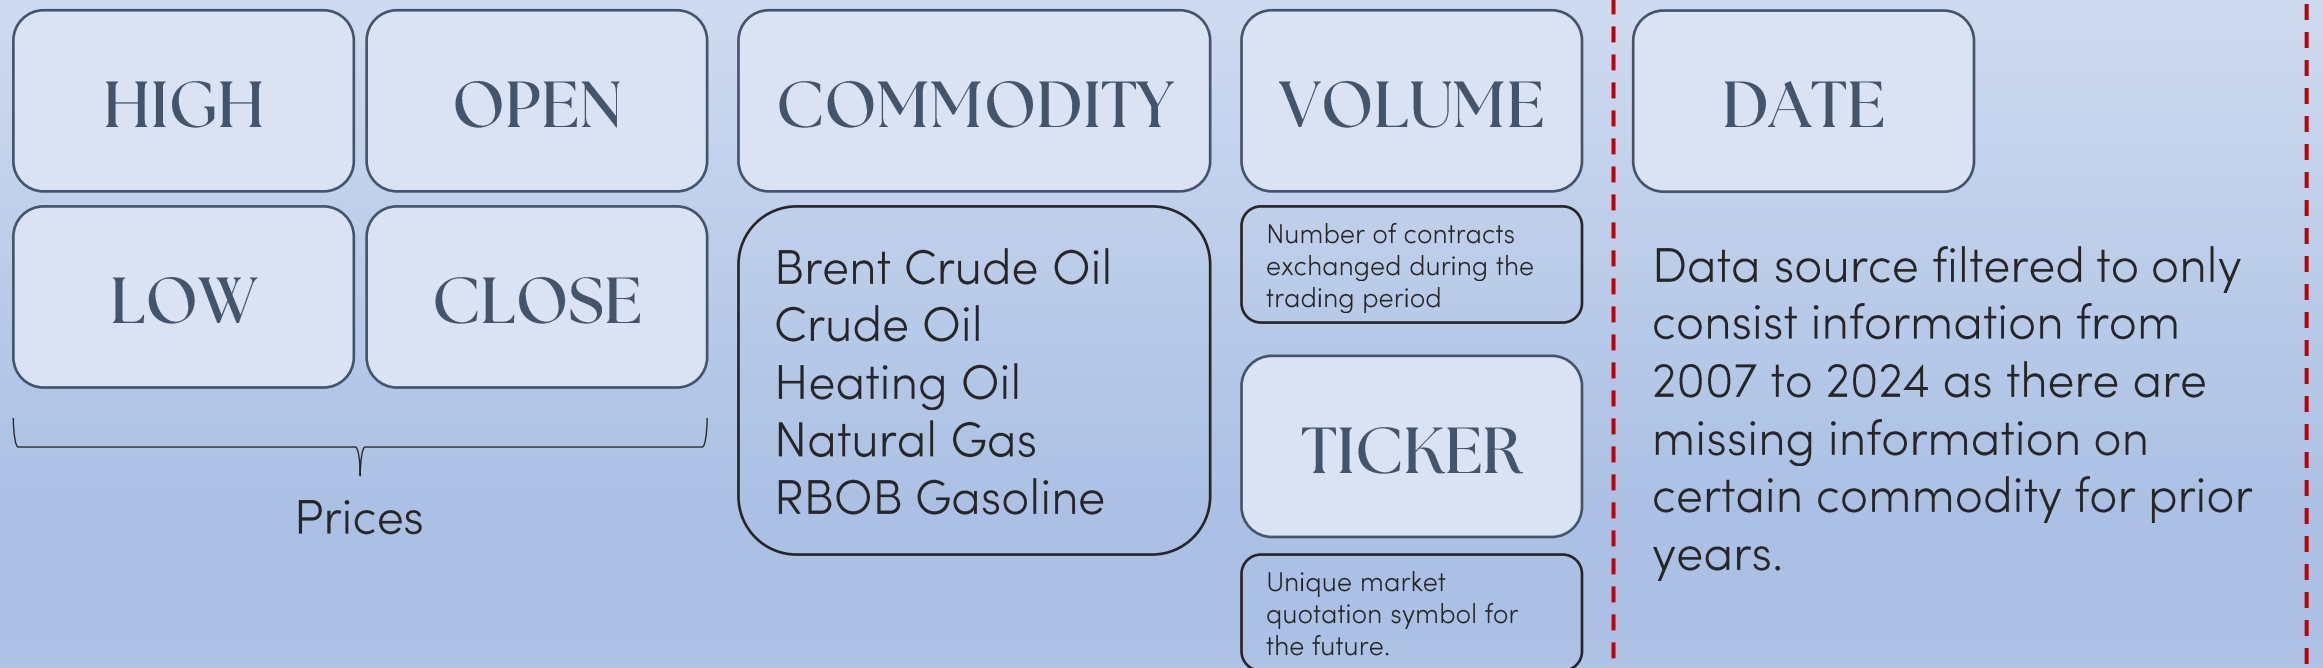 HIGH
OPEN
LOW
CLOSE
Prices
COMMODITY
Brent Crude Oil
Crude Oil
Heating Oil
Natural Gas
RBOB Gasoline
VOLUME
Number of contracts
exchanged during the
trading period
TICKER
Unique market
quotation symbol for
the future.
DATE
Data source filtered to only
consist information from
2007 to 2024 as there are
missing information on
certain commodity for prior
years.